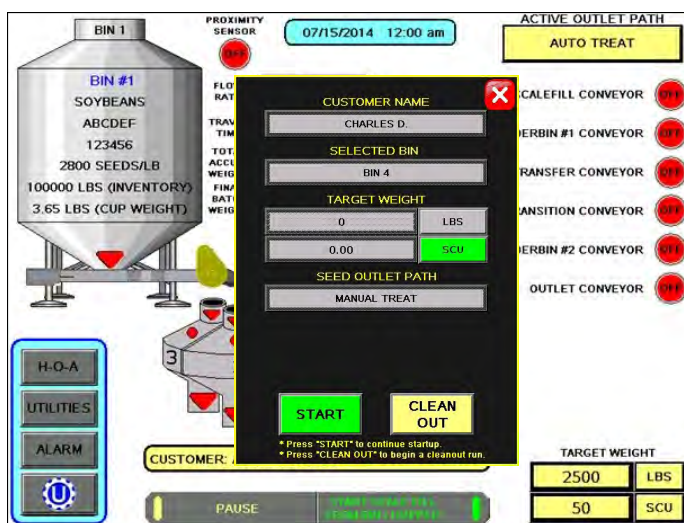 BIN 1
PROXIMITY
SENSOR
OFF
07/15/2014 12:00 am
ACTIVE OUTLET PATH
AUTO TREAT
BIN #1
SOYBEANS
ABCDEF
123456
2800 SEEDS/LB
100000 LBS (INVENTORY)
3.65 LBS (CUP WEIGHT)
CUSTOMER NAME
CHARLES D.
SELECTED BIN
BIN 4
TARGET WEIGHT
0 LBS
0.00 SCU
SEED OUTLET PATH
MANUAL TREAT
START
CLEAN
OUT
* Press "START" to continue startup.
* Press "CLEAN OUT" to begin a cleanout run.
SCALEFILL CONVEYOR OFF
DERBIN #1 CONVEYOR OFF
RANSFER CONVEYOR OFF
RANSITION CONVEYOR OFF
DERBIN #2 CONVEYOR OFF
OUTLET CONVEYOR OFF
3
H-O-A
UTILITIES
ALARM
U
CUSTOMER:
PAUSE
TARGET WEIGHT
2500 LBS
50 SCU